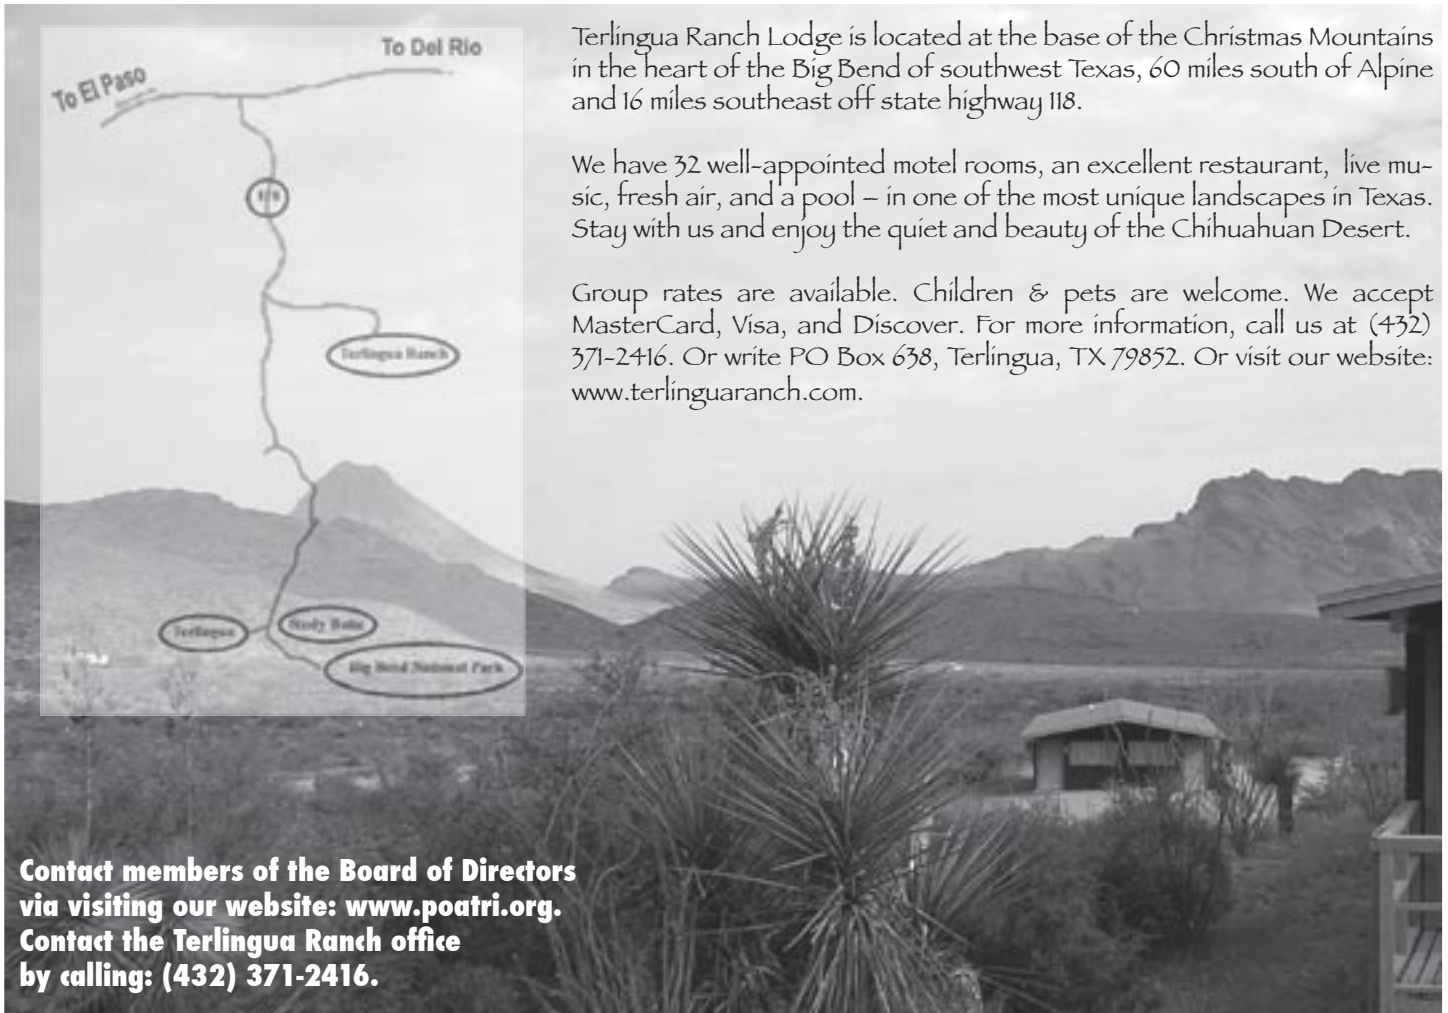 To Del Rio
To El Paso
118
Terlingua Ranch
Terlingua
Study Butte
Big Bend National Park
Terlingua Ranch Lodge is located at the base of the Christmas Mountains
in the heart of the Big Bend of southwest Texas, 60 miles south of Alpine
and 16 miles southeast off state highway 118.
We have 32 well-appointed motel rooms, an excellent restaurant, live mu-
sic, fresh air, and a pool – in one of the most unique landscapes in Texas.
Stay with us and enjoy the quiet and beauty of the Chihuahuan Desert.
Group rates are available. Children & pets are welcome. We accept
MasterCard, Visa, and Discover. For more information, call us at (432)
371-2416. Or write PO Box 638, Terlingua, TX 79852. Or visit our website:
www.terlinguaranch.com.
Contact members of the Board of Directors
via visiting our website: www.poatri.org.
Contact the Terlingua Ranch office
by calling: (432) 371-2416.